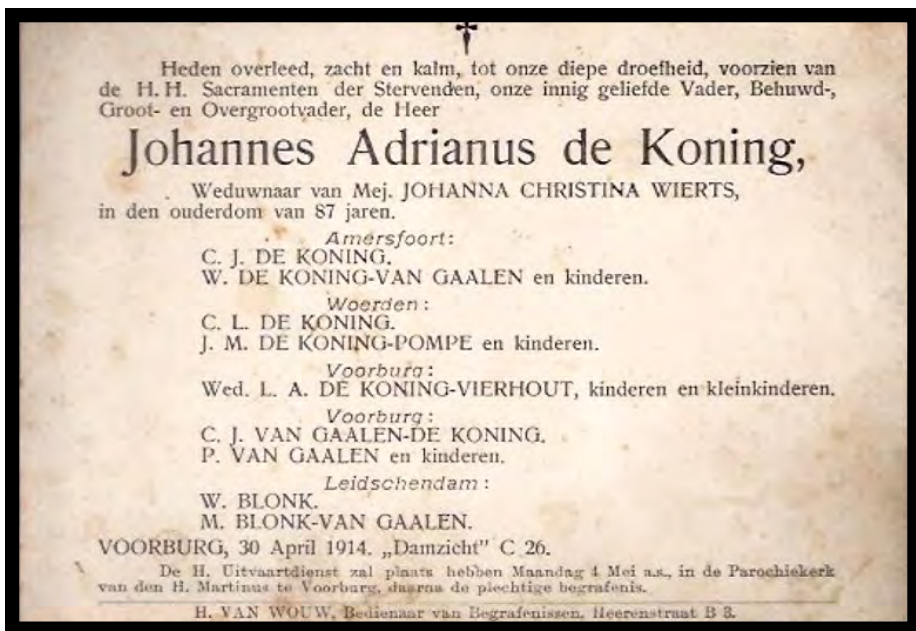 Heden overleed, zacht en kalm, tot onze diepe droefheid, voorzien van
de H. H. Sacramenten der Stervenden, onze innig geliefde Vader, Behuwd-,
Groot- en Overgrootvader, de Heer
Johannes Adrianus de Koning,
Weduwnaar van Mej. JOHANNA CHRISTINA WIERTS,
in den ouderdom van 87 jaren.
Amersfoort:
C. J. DE KONING.
W. DE KONING-VAN GAALEN en kinderen.
Woerden:
C. L. DE KONING.
J. M. DE KONING-POMPE en kinderen.
Voorburg:
Wed. L. A. DE KONING-VIERHOUT, kinderen en kleinkinderen.
Voorburg:
C. J. VAN GAALEN-DE KONING.
P. VAN GAALEN en kinderen.
Leidschendam:
W. BLONK.
M. BLONK-VAN GAALEN.
VOORBURG, 30 April 1914. „Damzicht" C 26.
De H. Uitvaartdienst zal plaats hebben Maandag 4 Mei a.s., in de Parochiekerk
van den H. Martinus te Voorburg, daarna de plechtige begrafenis.
H. VAN WOUW, Bedienaar van Begrafenissen, Heerenstraat B 3.